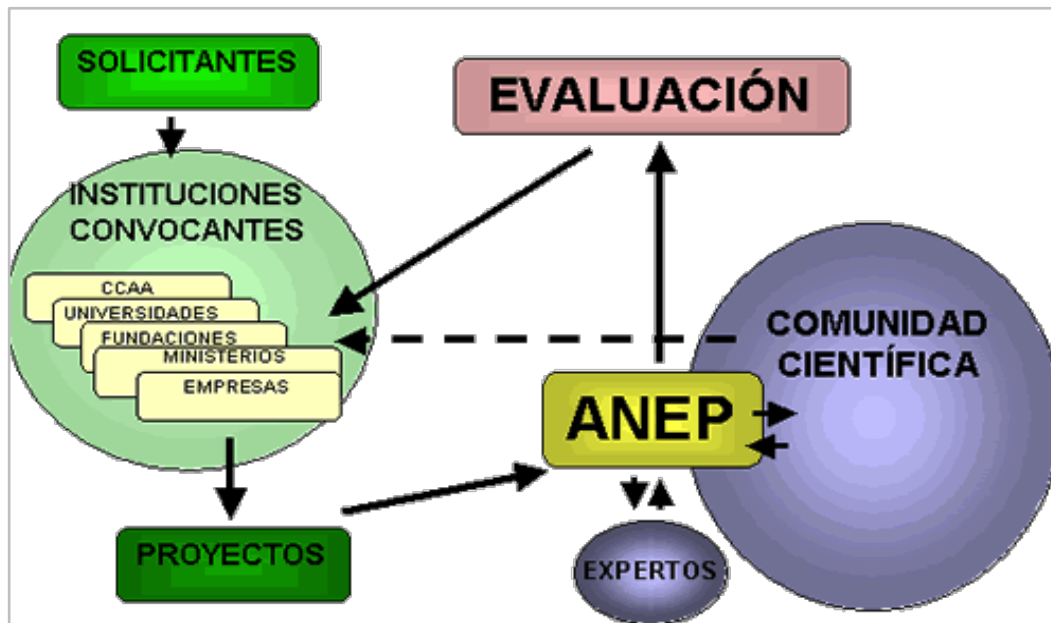 SOLICITANTES
EVALUACIÓN
INSTITUCIONES
CONVOCANTES
CCAA
UNIVERSIDADES
FUNDACIONES
MINISTERIOS
EMPRESAS
COMUNIDAD
CIENTÍFICA
ANEP
PROYECTOS
EXPERTOS